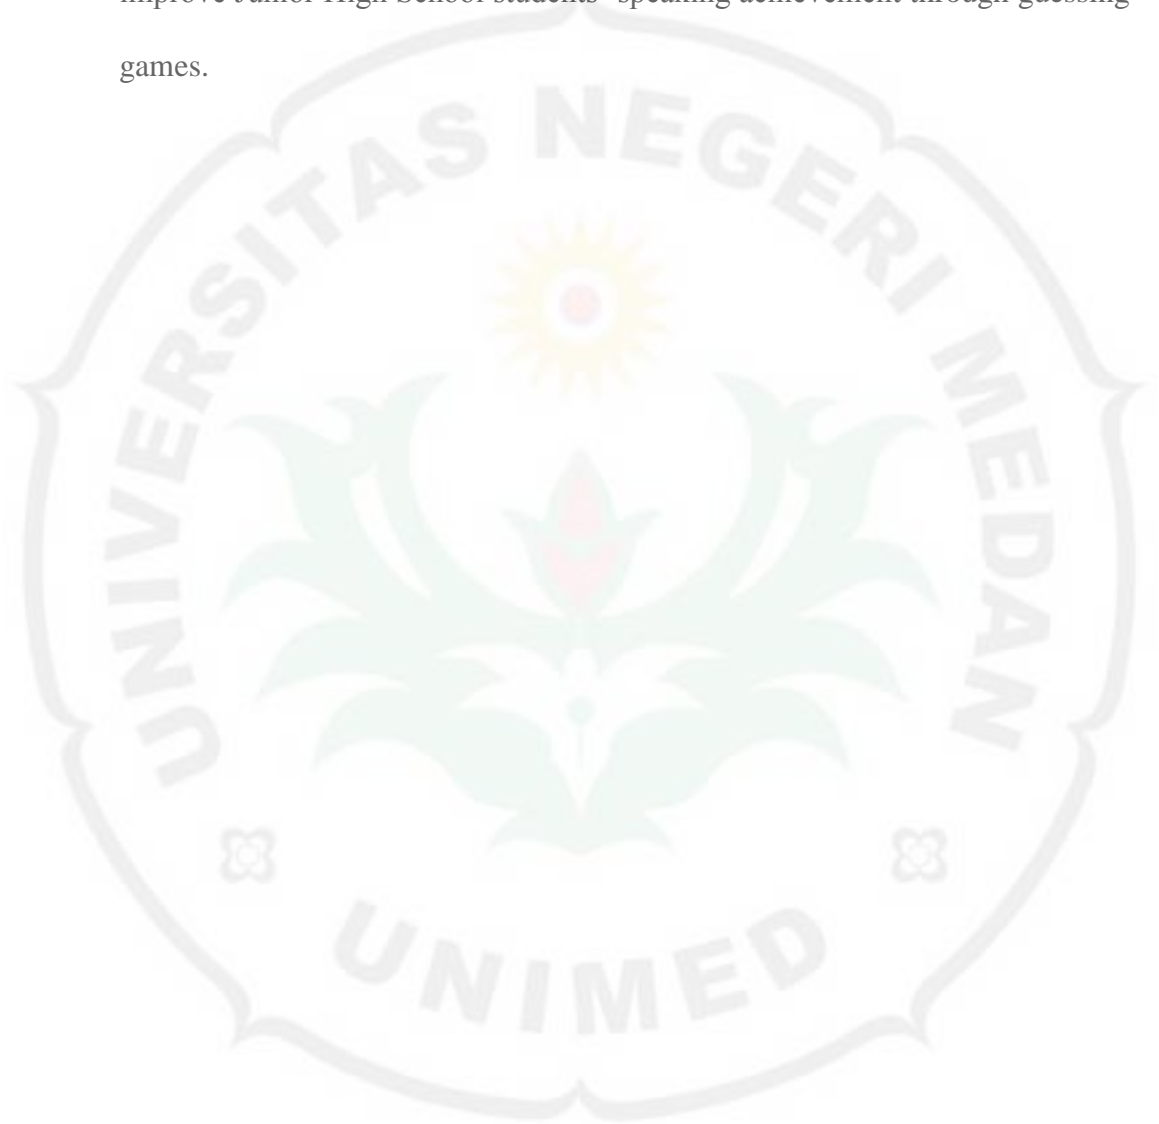 improve Junior High School students' speaking achievement through guessing
games.
UNIVERSITAS NEGERI MEDAN
UNIMED